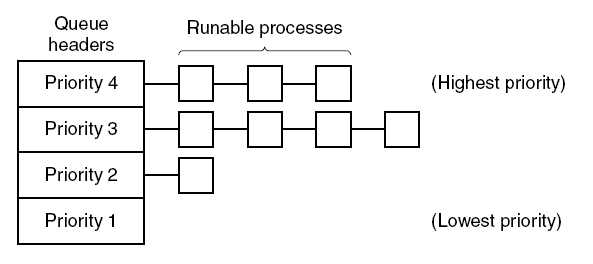 Queue
headers
Runable processes
Priority 4
(Highest priority)
Priority 3
Priority 2
Priority 1
(Lowest priority)